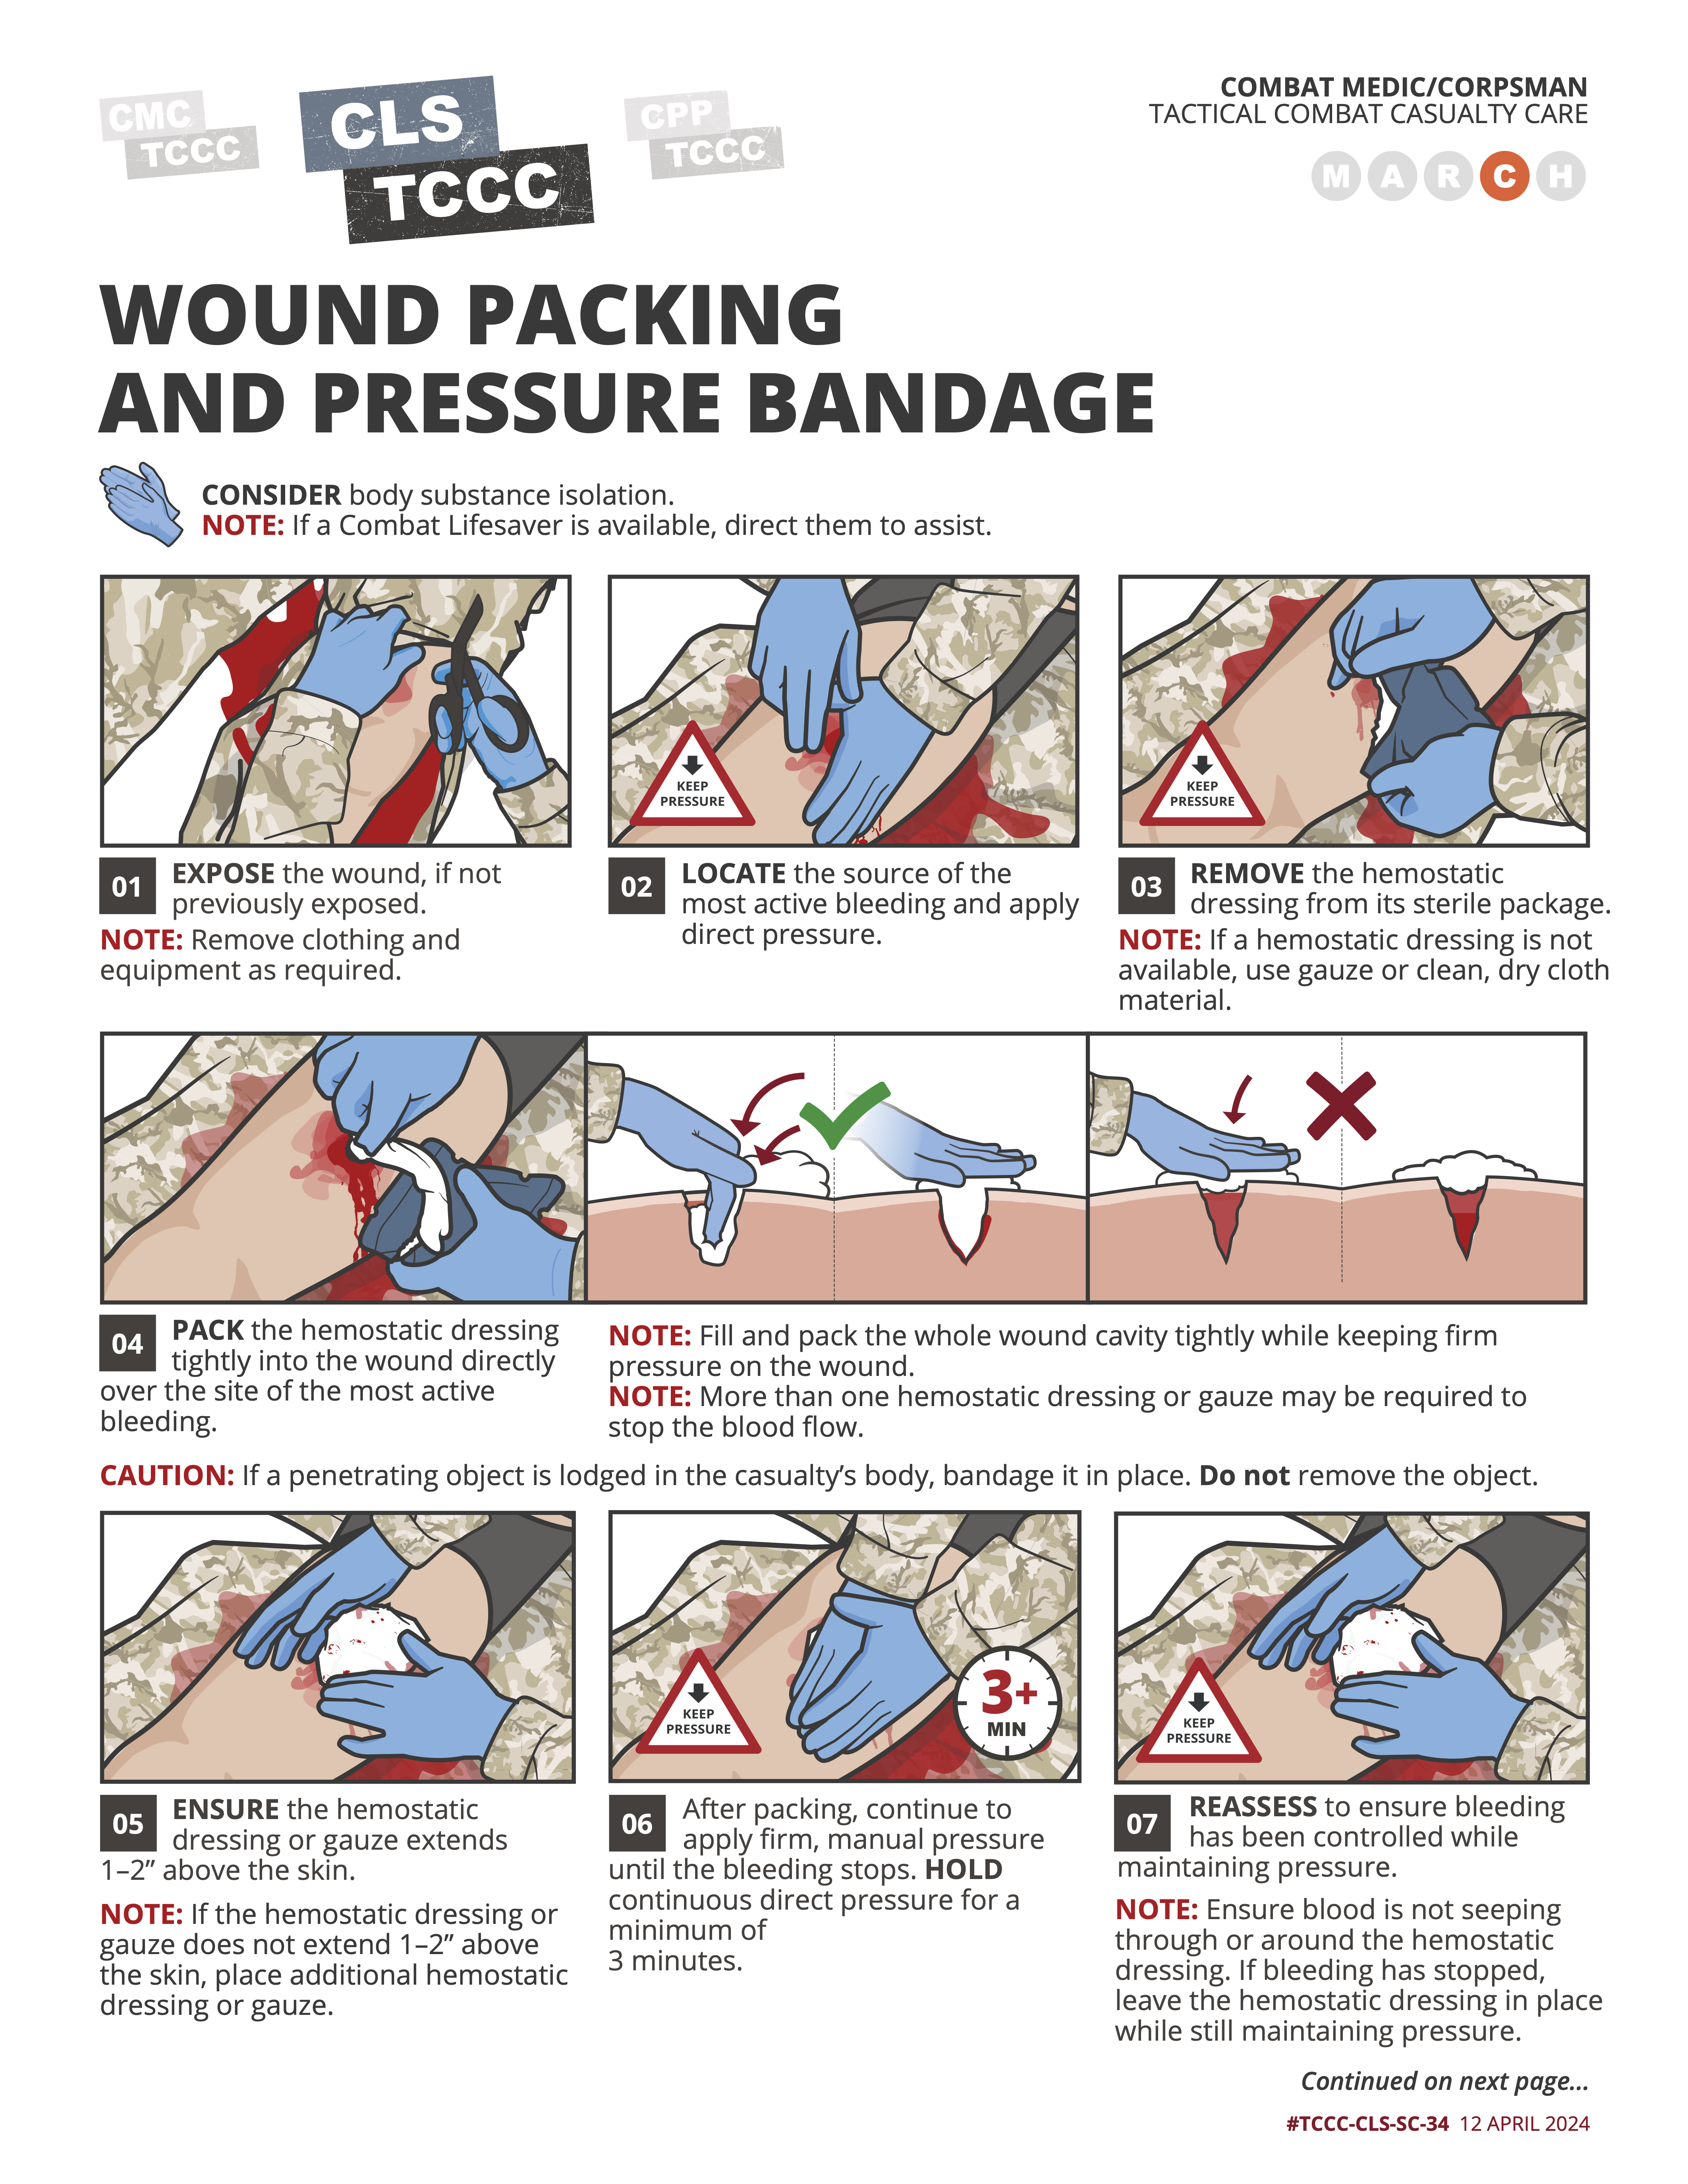 CMC
TCCC
CLS
TCCC
CPP
TCCC
COMBAT MEDIC/CORPSMAN
TACTICAL COMBAT CASUALTY CARE
M A R C H
WOUND PACKING
AND PRESSURE BANDAGE
CONSIDER body substance isolation.
NOTE: If a Combat Lifesaver is available, direct them to assist.
KEEP
PRESSURE
KEEP
PRESSURE
01 EXPOSE the wound, if not
previously exposed.
NOTE: Remove clothing and
equipment as required.
02 LOCATE the source of the
most active bleeding and apply
direct pressure.
03 REMOVE the hemostatic
dressing from its sterile package.
NOTE: If a hemostatic dressing is not
available, use gauze or clean, dry cloth
material.
04 PACK the hemostatic dressing
tightly into the wound directly
over the site of the most active
bleeding.
NOTE: Fill and pack the whole wound cavity tightly while keeping firm
pressure on the wound.
NOTE: More than one hemostatic dressing or gauze may be required to
stop the blood flow.
CAUTION: If a penetrating object is lodged in the casualty’s body, bandage it in place. Do not remove the object.
KEEP
PRESSURE
3+
MIN
KEEP
PRESSURE
05 ENSURE the hemostatic
dressing or gauze extends
1–2” above the skin.
NOTE: If the hemostatic dressing or
gauze does not extend 1–2” above
the skin, place additional hemostatic
dressing or gauze.
06 After packing, continue to
apply firm, manual pressure
until the bleeding stops. HOLD
continuous direct pressure for a
minimum of
3 minutes.
07 REASSESS to ensure bleeding
has been controlled while
maintaining pressure.
NOTE: Ensure blood is not seeping
through or around the hemostatic
dressing. If bleeding has stopped,
leave the hemostatic dressing in place
while still maintaining pressure.
Continued on next page...
#TCCC-CLS-SC-34 12 APRIL 2024